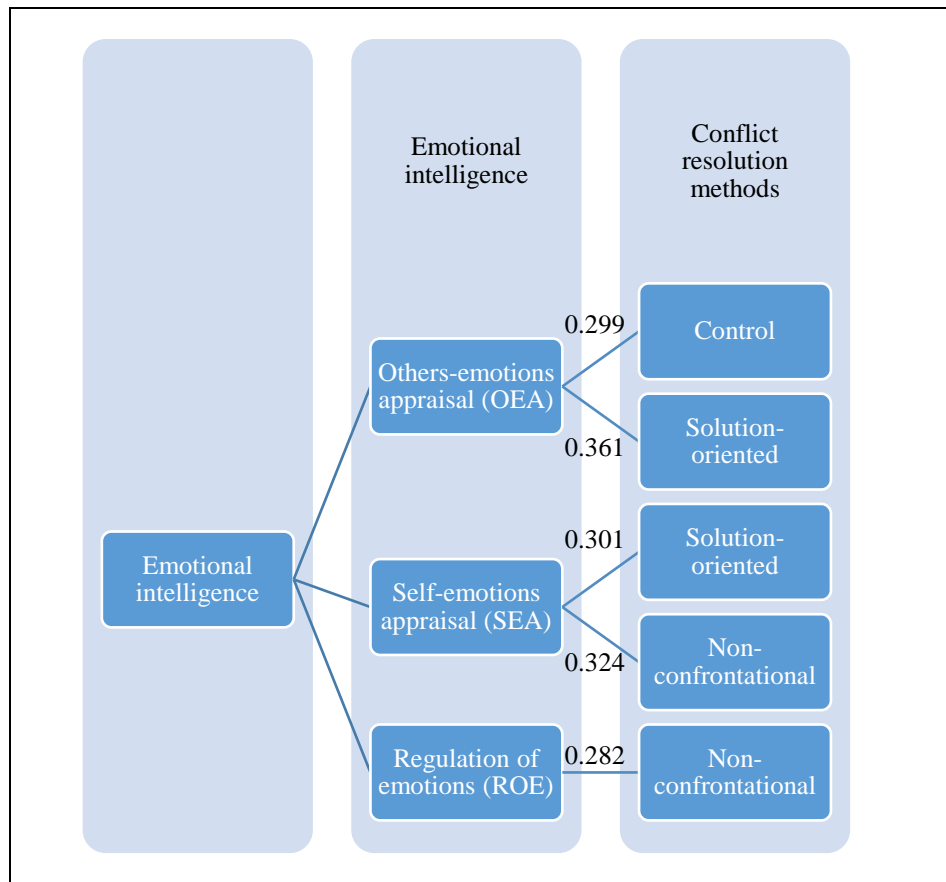 Emotional
intelligence
Conflict
resolution
methods
0.299
Control
Others-emotions
appraisal (OEA)
0.361
Solution-
oriented
0.301
Solution-
oriented
Emotional
intelligence
Self-emotions
appraisal (SEA)
0.324
Non-
confrontational
Regulation of
emotions (ROE)
0.282
Non-
confrontational